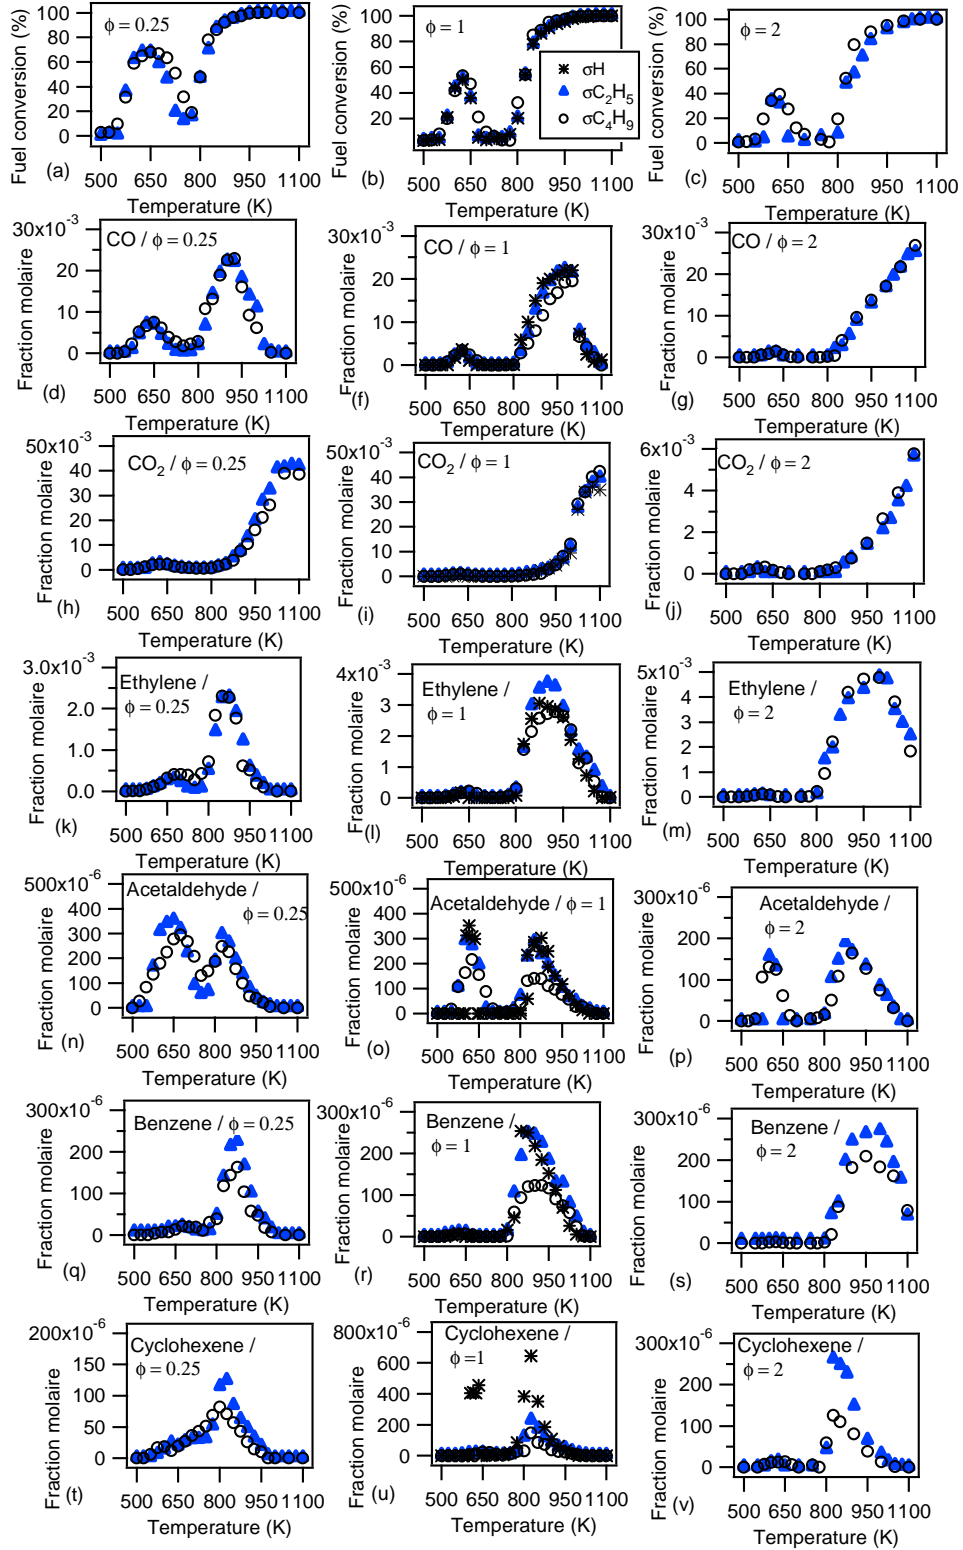 Fuel conversion (%)
100
80
60
40
20
0
ϕ = 0.25
(a)
500 650 800 950 1100
Temperature (K)
Fuel conversion (%)
100
80
60
40
20
ϕ = 1
σH
σC₂H₅
σC₄H₉
(b)
500 650 800 950 1100
Temperature (K)
Fuel conversion (%)
100
80
60
40
20
0
ϕ = 2
(c)
500 650 800 950 1100
Temperature (K)
Fraction molaire
30x10⁻³
20
10
0
CO / ϕ = 0.25
(d)
500 650 800 950 1100
Temperature (K)
Fraction molaire
30x10⁻³
20
10
0
CO / ϕ = 1
(f)
500 650 800 950 1100
Temperature (K)
Fraction molaire
30x10⁻³
20
10
0
CO / ϕ = 2
(g)
500 650 800 950 1100
Temperature (K)
Fraction molaire
50x10⁻³
40
30
20
10
0
CO₂ / ϕ = 0.25
(h)
500 650 800 950 1100
Temperature (K)
Fraction molaire
50x10⁻³
40
30
20
10
0
CO₂ / ϕ = 1
(i)
500 650 800 950 1100
Temperature (K)
Fraction molaire
6x10⁻³
4
2
0
CO₂ / ϕ = 2
(j)
500 650 800 950 1100
Temperature (K)
Fraction molaire
3.0x10⁻³
2.0
1.0
0.0
Ethylene /
ϕ = 0.25
(k)
500 650 800 950 1100
Temperature (K)
Fraction molaire
4x10⁻³
3
2
1
0
Ethylene /
ϕ = 1
(l)
500 650 800 950 1100
Temperature (K)
Fraction molaire
5x10⁻³
4
3
2
1
0
Ethylene /
ϕ = 2
(m)
500 650 800 950 1100
Temperature (K)
Fraction molaire
500x10⁻⁶
400
300
200
100
0
Acetaldehyde /
ϕ = 0.25
(n)
500 650 800 950 1100
Temperature (K)
Fraction molaire
500x10⁻⁶
400
300
200
100
0
Acetaldehyde / ϕ = 1
(o)
500 650 800 950 1100
Temperature (K)
Fraction molaire
300x10⁻⁶
200
100
0
Acetaldehyde /
ϕ = 2
(p)
500 650 800 950 1100
Temperature (K)
Fraction molaire
300x10⁻⁶
200
100
0
Benzene / ϕ = 0.25
(q)
500 650 800 950 1100
Temperature (K)
Fraction molaire
300x10⁻⁶
200
100
0
Benzene /
ϕ = 1
(r)
500 650 800 950 1100
Temperature (K)
Fraction molaire
300x10⁻⁶
200
100
0
Benzene /
ϕ = 2
(s)
500 650 800 950 1100
Temperature (K)
Fraction molaire
200x10⁻⁶
150
100
50
0
Cyclohexene /
ϕ = 0.25
(t)
500 650 800 950 1100
Temperature (K)
Fraction molaire
800x10⁻⁶
600
400
200
0
Cyclohexene /
ϕ =1
(u)
500 650 800 950 1100
Temperature (K)
Fraction molaire
300x10⁻⁶
200
100
0
Cyclohexene /
ϕ = 2
(v)
500 650 800 950 1100
Temperature (K)